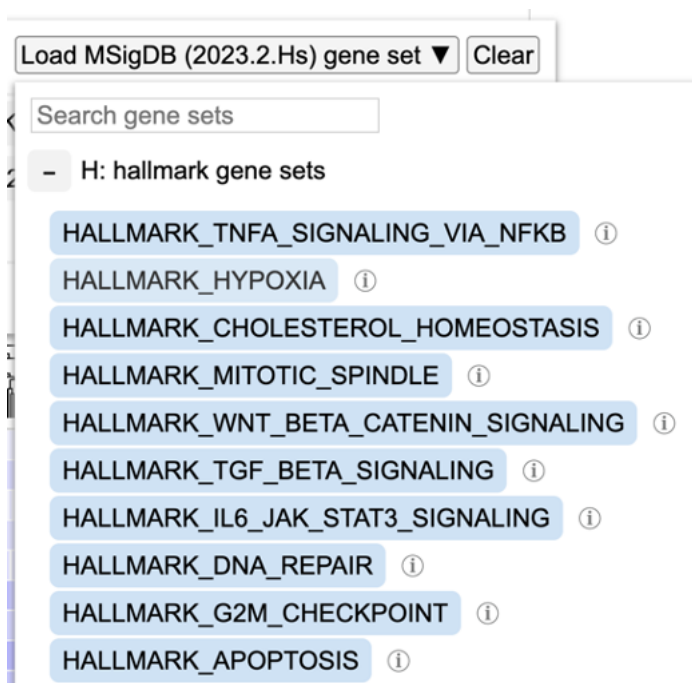 Load MSigDB (2023.2.Hs) gene set ▼ Clear
Search gene sets
− H: hallmark gene sets
HALLMARK_TNFA_SIGNALING_VIA_NFKB ⓘ
HALLMARK_HYPOXIA ⓘ
HALLMARK_CHOLESTEROL_HOMEOSTASIS ⓘ
HALLMARK_MITOTIC_SPINDLE ⓘ
HALLMARK_WNT_BETA_CATENIN_SIGNALING ⓘ
HALLMARK_TGF_BETA_SIGNALING ⓘ
HALLMARK_IL6_JAK_STAT3_SIGNALING ⓘ
HALLMARK_DNA_REPAIR ⓘ
HALLMARK_G2M_CHECKPOINT ⓘ
HALLMARK_APOPTOSIS ⓘ